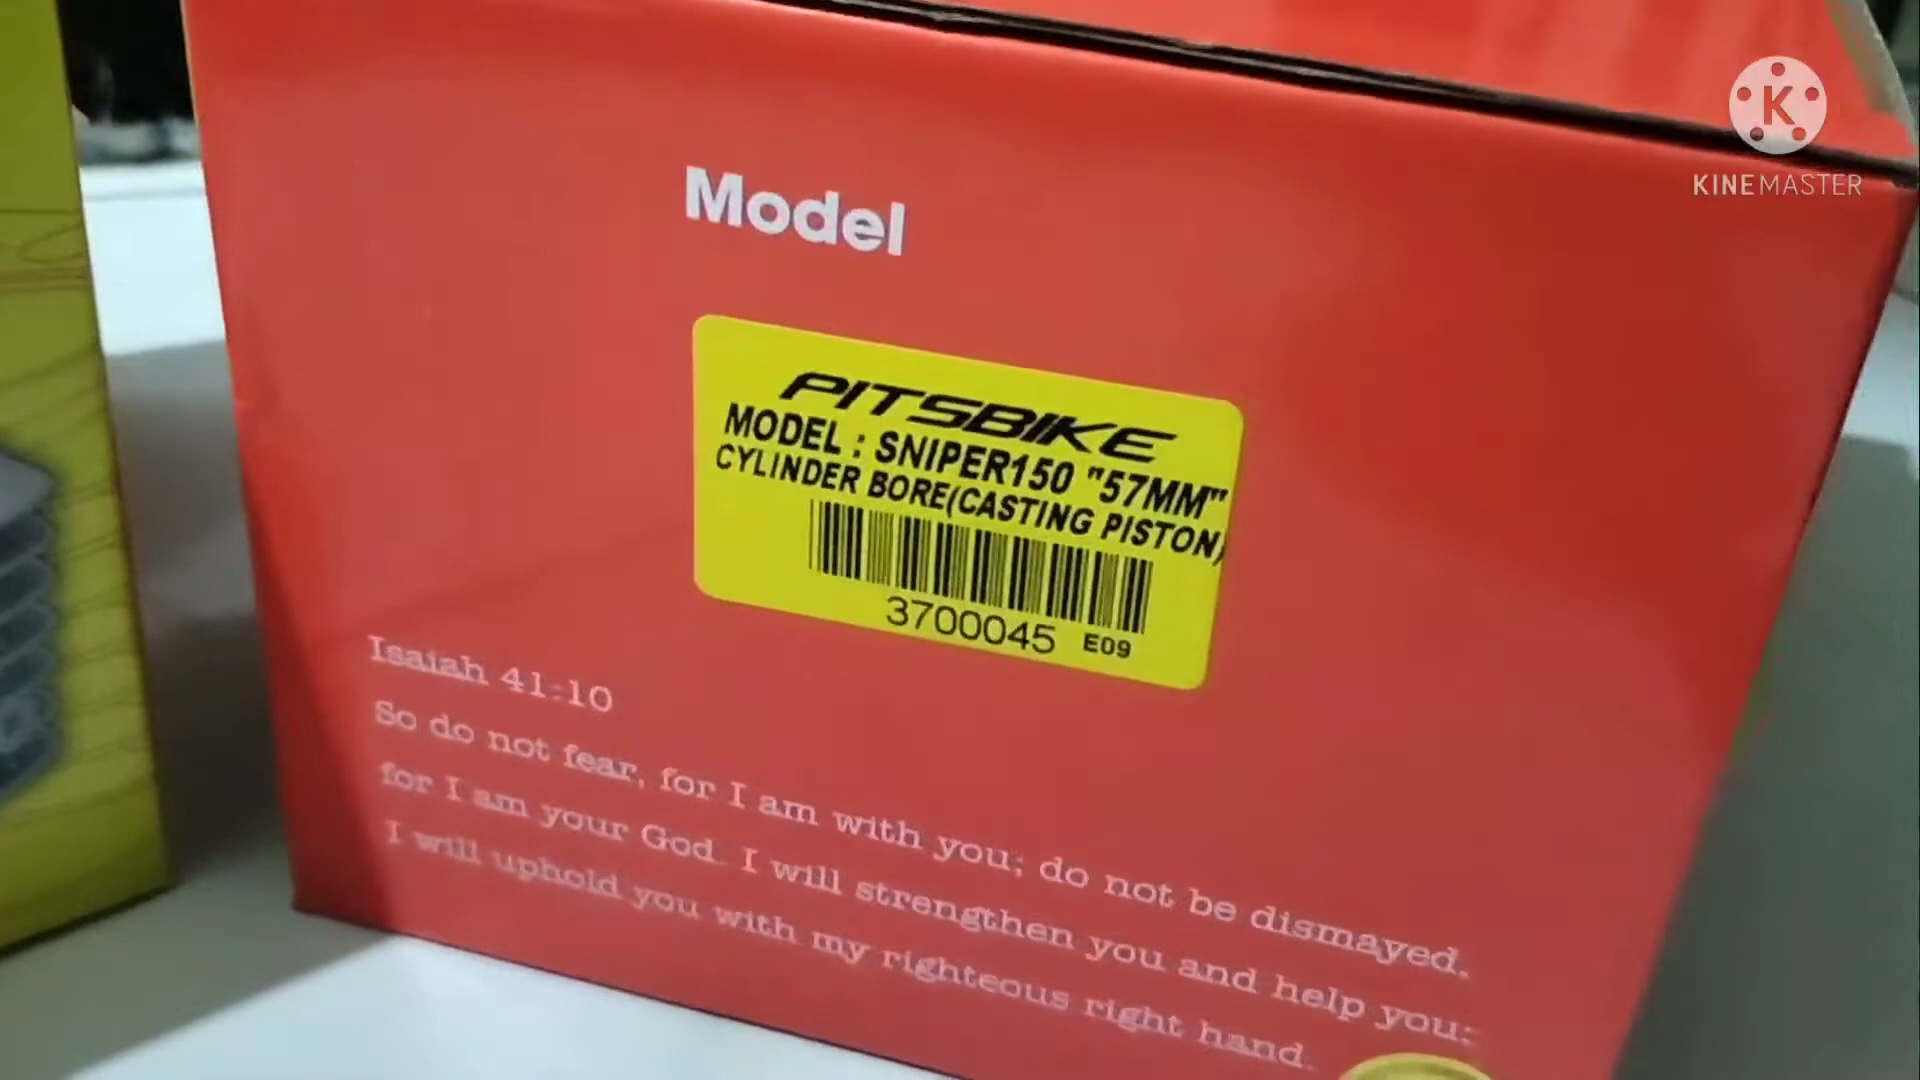 K
KINEMASTER
Model
PITSBIKE
MODEL : SNIPER150 "57MM"
CYLINDER BORE(CASTING PISTON)
3700045 E09
Isaiah 41:10
So do not fear, for I am with you; do not be dismayed.
for I am your God. I will strengthen you and help you:
I will uphold you with my righteous right hand.